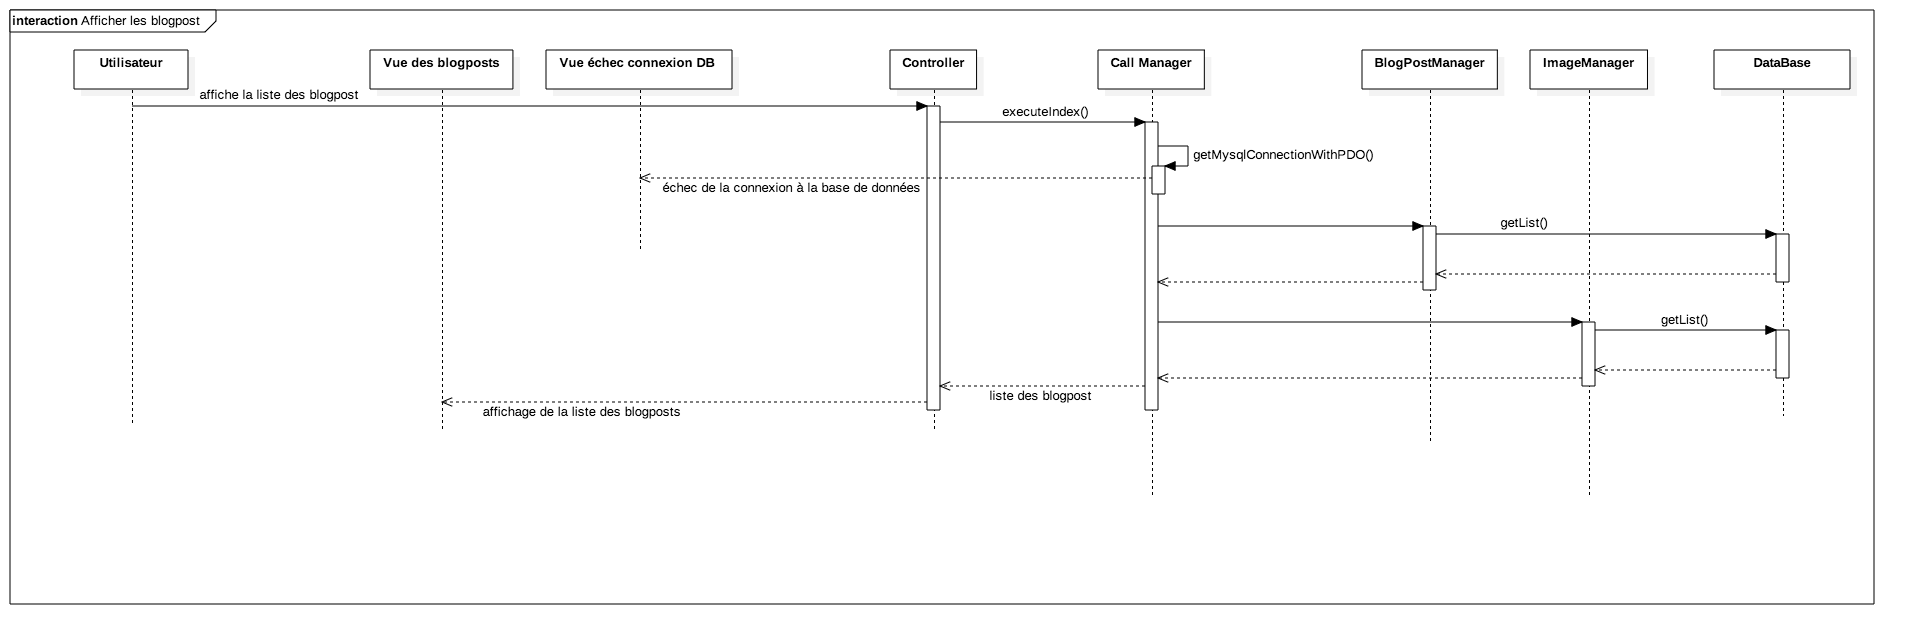 interaction Afficher les blogpost
Utilisateur
Vue des blogposts
Vue échec connexion DB
Controller
Call Manager
BlogPostManager
ImageManager
DataBase
affiche la liste des blogpost
executeIndex()
getMysqlConnectionWithPDO()
échec de la connexion à la base de données
getList()
getList()
liste des blogpost
affichage de la liste des blogposts